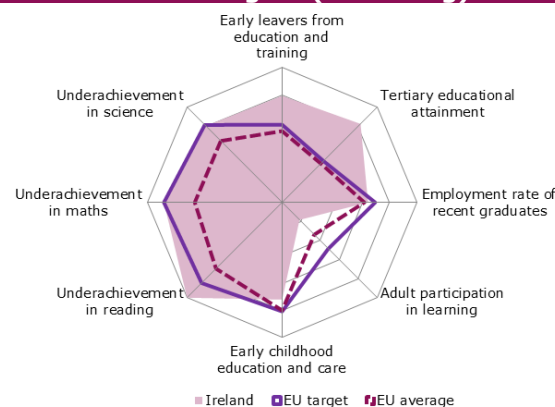 Early leavers from
education and
training
Underachievement
in science
Tertiary educational
attainment
Underachievement
in maths
Employment rate of
recent graduates
Underachievement
in reading
Adult participation
in learning
Early childhood
education and care
Ireland EU target EU average